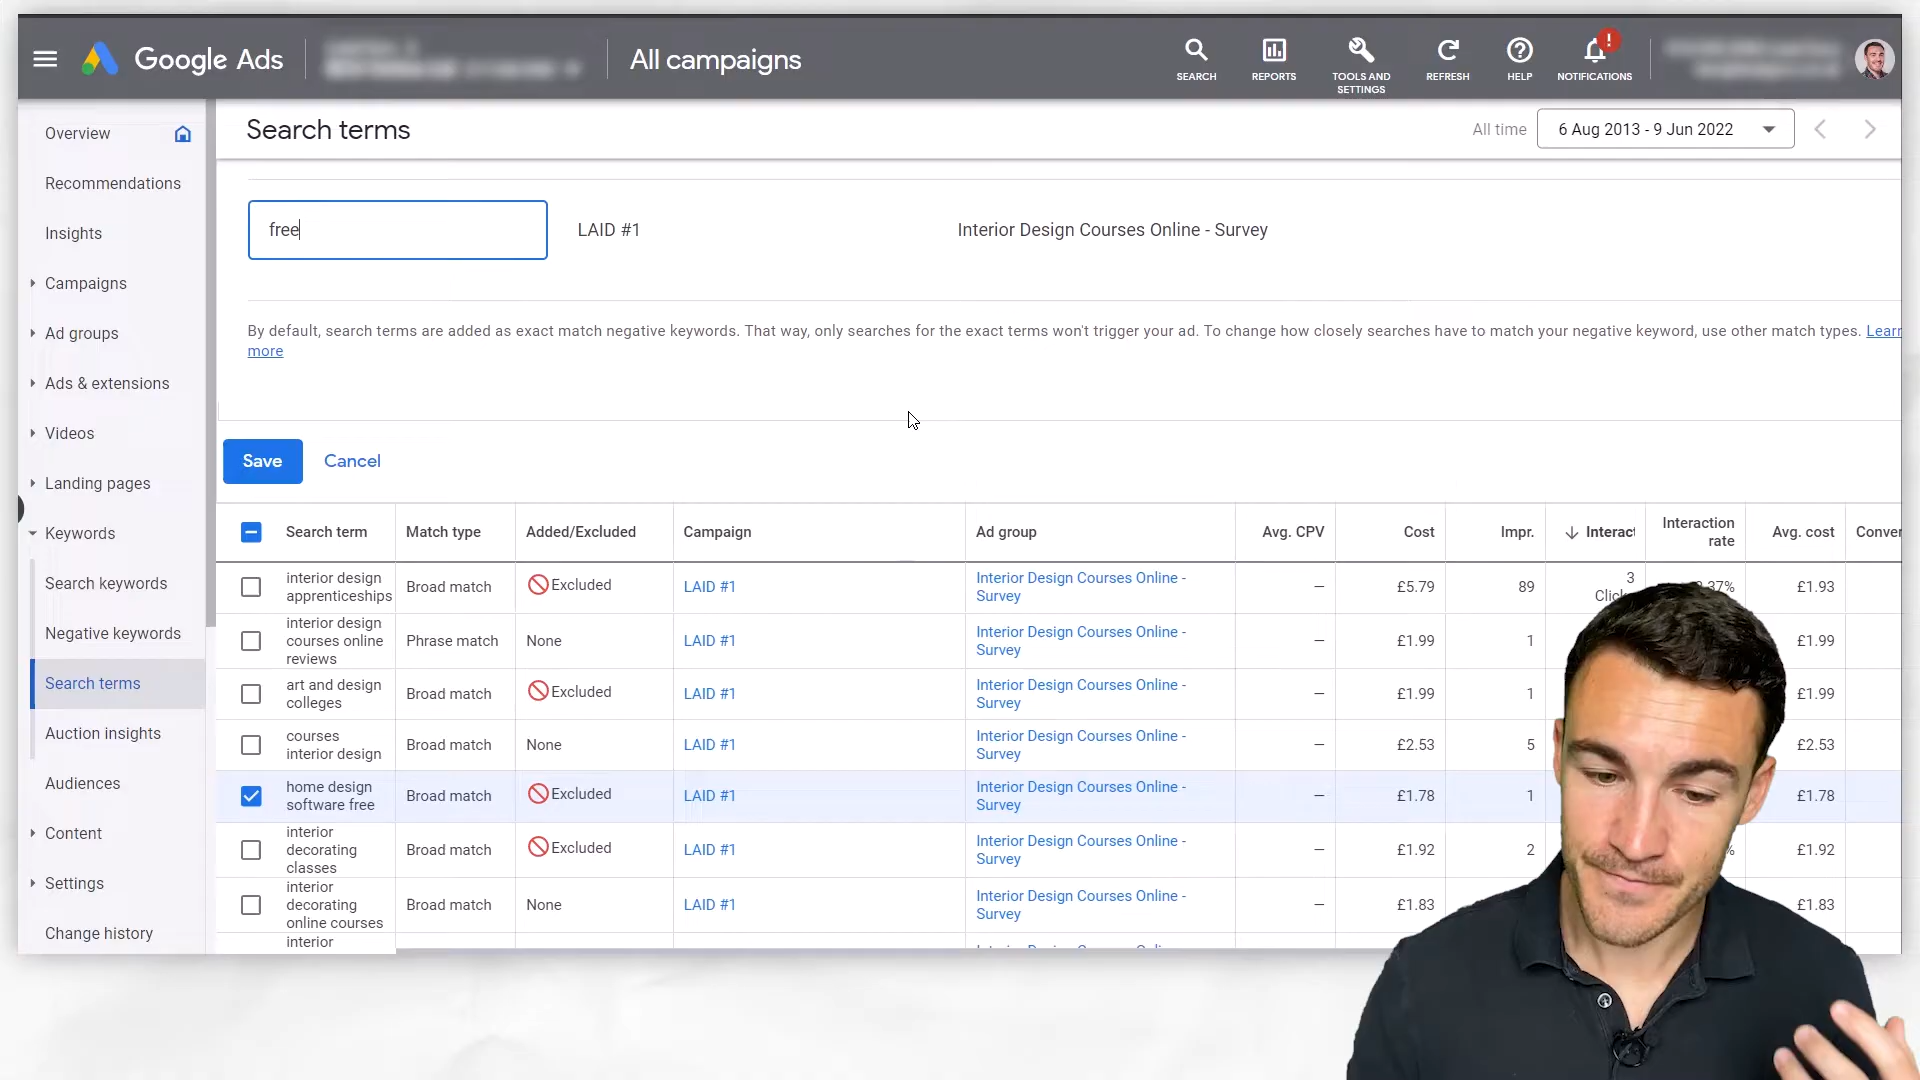 Google Ads
All campaigns
SEARCH
REPORTS
TOOLS AND
SETTINGS
REFRESH
HELP
!
NOTIFICATIONS
Overview
Recommendations
Insights
Campaigns
Ad groups
Ads & extensions
Videos
Landing pages
Keywords
Search keywords
Negative keywords
Search terms
Auction insights
Audiences
Content
Settings
Change history
Search terms
All time
6 Aug 2013 - 9 Jun 2022
free
LAID #1
Interior Design Courses Online - Survey
By default, search terms are added as exact match negative keywords. That way, only searches for the exact terms won't trigger your ad. To change how closely searches have to match your negative keyword, use other match types. Learn
more
Save
Cancel
Search term
Match type
Added/Excluded
Campaign
Ad group
Avg. CPV
Cost
Impr.
Interact
Interaction
rate
Avg. cost
Conver
interior design
apprenticeships
Broad match
Excluded
LAID #1
Interior Design Courses Online -
Survey
—
£5.79
89
3
Click
37%
£1.93
interior design
courses online
reviews
Phrase match
None
LAID #1
Interior Design Courses Online -
Survey
—
£1.99
1
£1.99
art and design
colleges
Broad match
Excluded
LAID #1
Interior Design Courses Online -
Survey
—
£1.99
1
£1.99
courses
interior design
Broad match
None
LAID #1
Interior Design Courses Online -
Survey
—
£2.53
5
£2.53
home design
software free
Broad match
Excluded
LAID #1
Interior Design Courses Online -
Survey
—
£1.78
1
£1.78
interior
decorating
classes
Broad match
Excluded
LAID #1
Interior Design Courses Online -
Survey
—
£1.92
2
%
£1.92
interior
decorating
online courses
Broad match
None
LAID #1
Interior Design Courses Online -
Survey
—
£1.83
£1.83
interior